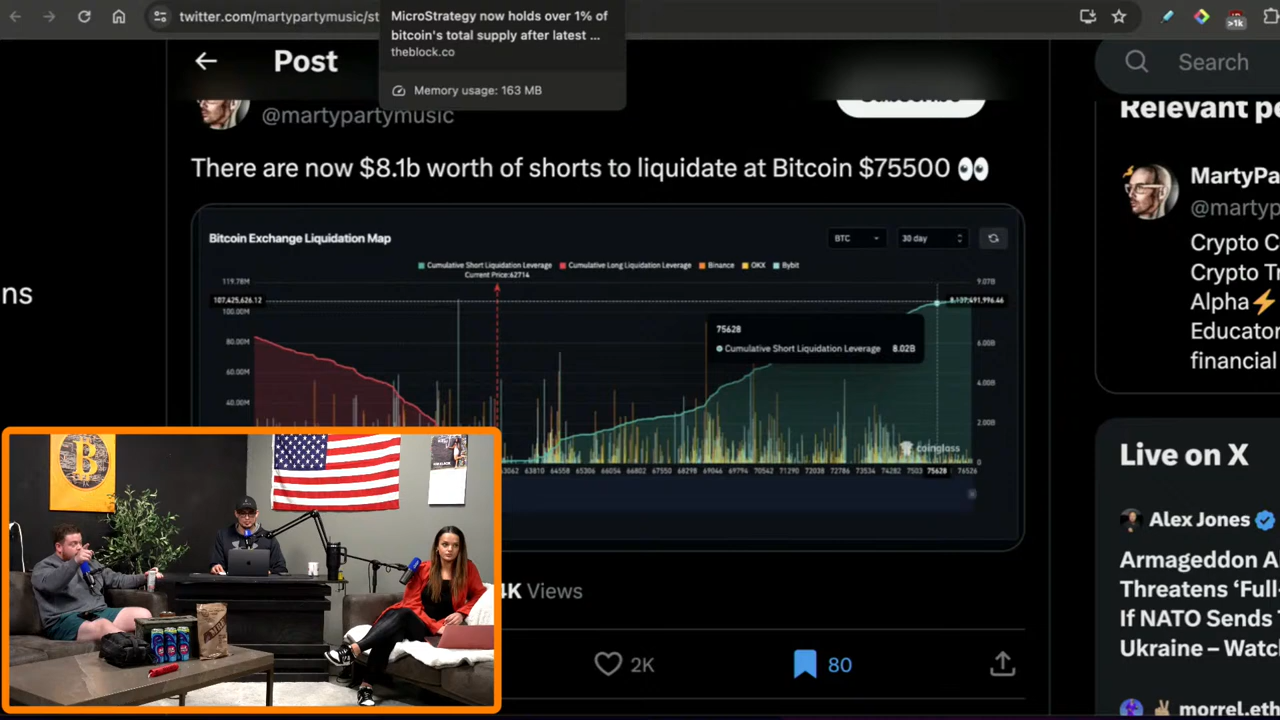 twitter.com/martypartymusic/st
MicroStrategy now holds over 1% of
bitcoin's total supply after latest ...
theblock.co
Memory usage: 163 MB
>1k
Post
Search
@martypartymusic
Subscribe
There are now $8.1b worth of shorts to liquidate at Bitcoin $75500 👀
Bitcoin Exchange Liquidation Map
BTC
30 day
Cumulative Short Liquidation Leverage Cumulative Long Liquidation Leverage Binance OKX Bybit
Current Price:62714
119.78M
9.07B
107,425,626.12
8,107,491,996.46
100.00M
75628
Cumulative Short Liquidation Leverage 8.02B
80.00M
6.00B
60.00M
4.00B
40.00M
2.00B
coinglass
0
63062 63810 64558 65306 66054 66802 67550 68298 69046 69794 70542 71290 72038 72786 73534 7503 75628 76526
4K Views
2K
80
ns
Relevant pe
MartyPa
@martyp
Crypto C
Crypto Tr
Alpha⚡
Educator
financial
Live on X
Alex Jones
Armageddon A
Threatens ‘Full-
If NATO Sends T
Ukraine – Watc
morrel.eth
B